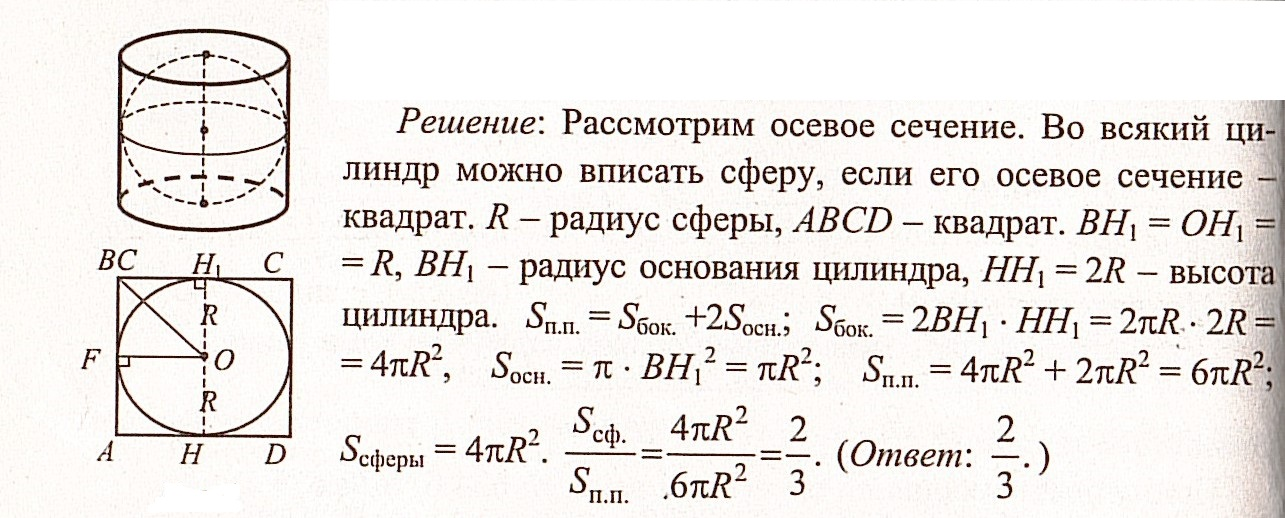 Решение: Рассмотрим осевое сечение. Во всякий ци-
линдр можно вписать сферу, если его осевое сечение –
квадрат. R – радиус сферы, ABCD – квадрат. BH₁ = OH₁ =
= R, BH₁ – радиус основания цилиндра, HH₁ = 2R – высота
цилиндра. Sп.п. = Sбок. +2Sосн.; Sбок. = 2BH₁ · HH₁ = 2πR · 2R =
= 4πR², Sосн. = π · BH₁² = πR²; Sп.п. = 4πR² + 2πR² = 6πR²;
Sсферы = 4πR². Sсф./Sп.п. = 4πR²/6πR² = 2/3. (Ответ: 2/3.)
BC H₁ C
R
F O
R
A H D